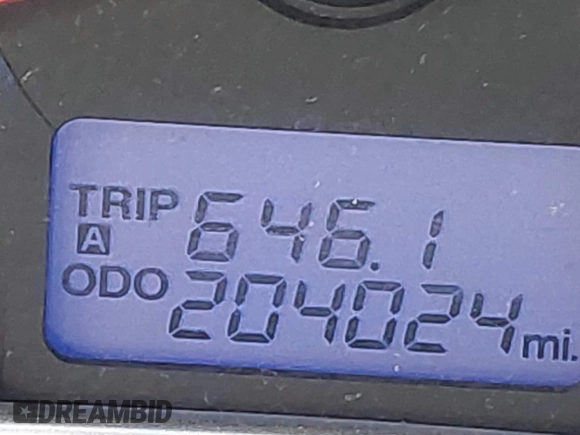 TRIP 646.1
A
ODO 204024 mi.
DREAMBID